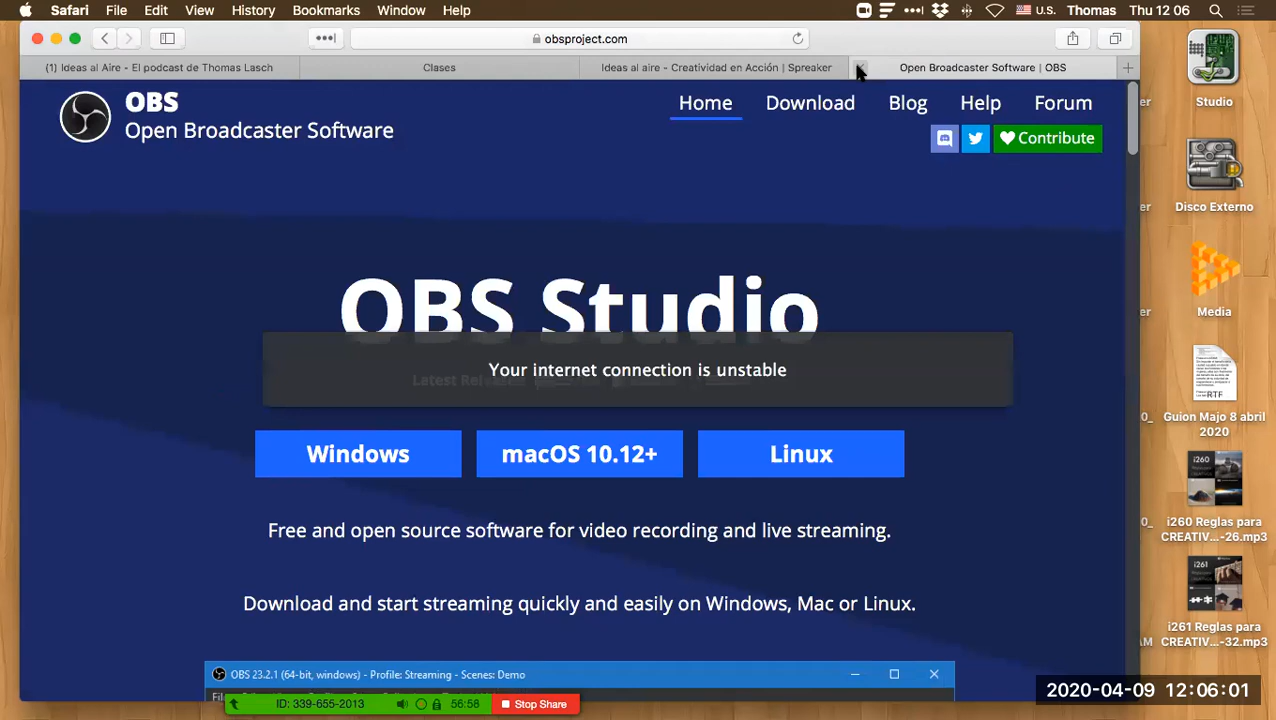 Safari File Edit View History Bookmarks Window Help U.S. Thomas Thu 12 06
obsproject.com
(1) Ideas al Aire - El podcast de Thomas Lasch Clases Ideas al aire - Creatividad en Acción | Spreaker Open Broadcaster Software | OBS
OBS
Open Broadcaster Software
Home Download Blog Help Forum
Contribute
OBS Studio
Your internet connection is unstable
Windows macOS 10.12+ Linux
Free and open source software for video recording and live streaming.
Download and start streaming quickly and easily on Windows, Mac or Linux.
OBS 23.2.1 (64-bit, windows) - Profile: Streaming - Scenes: Demo
ID: 339-655-2013 56:58 Stop Share
Studio
Disco Externo
Media
RTF
Guion Majo 8 abril
2020
i260
i260 Reglas para
CREATIV...-26.mp3
i261
i261 Reglas para
CREATIV...-32.mp3
2020-04-09 12:06:01